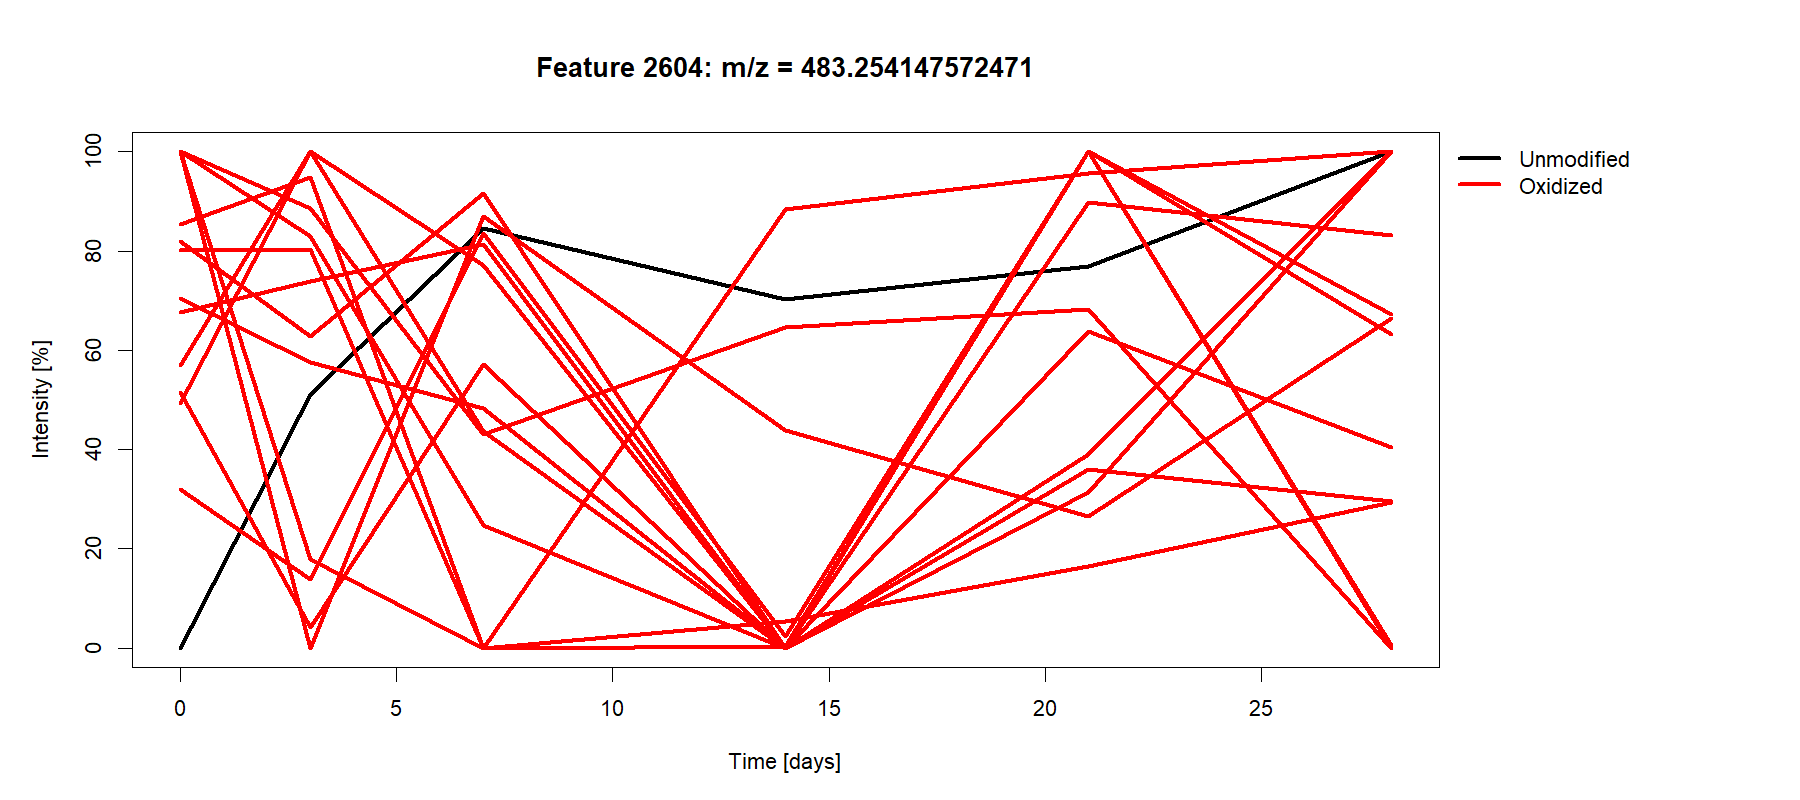 Feature 2604: m/z = 483.254147572471
Unmodified
Oxidized
Intensity [%]
100
80
60
40
20
0
0 5 10 15 20 25
Time [days]